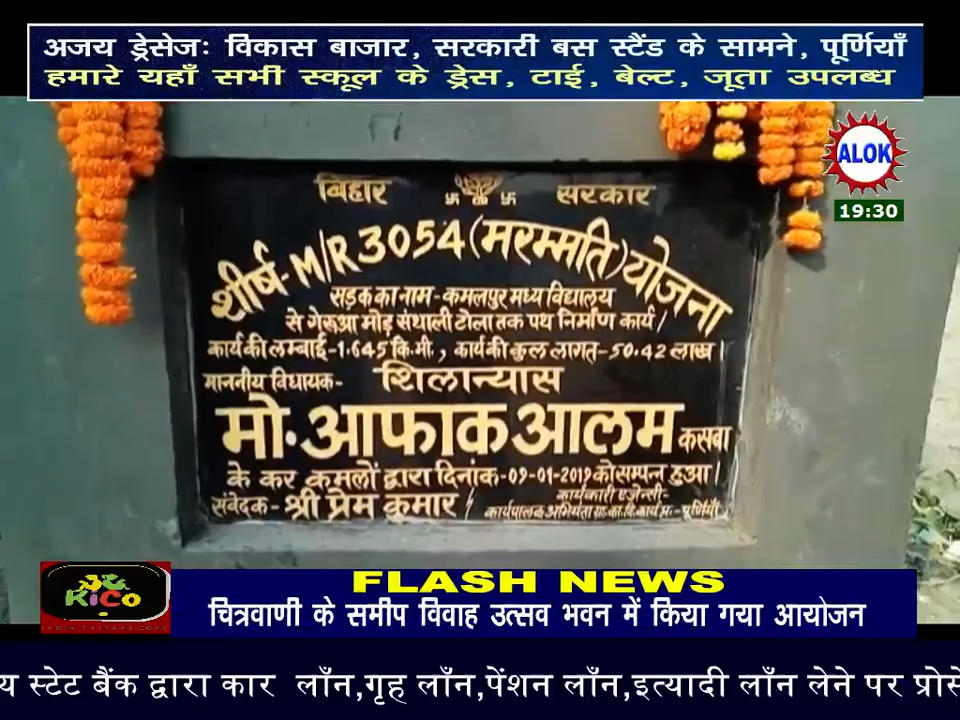 अजय ड्रेसेजः विकास बाजार, सरकारी बस स्टैंड के सामने, पूर्णियाँ
हमारे यहाँ सभी स्कूल के ड्रेस, टाई, बेल्ट, जूता उपलब्ध
ALOK
19:30
बिहार सरकार
शीर्ष-M/R 3054 (मरम्मति) योजना
सड़क का नाम-कमलपुर मध्य विद्यालय
से गेरूआ मोड़ संथाली टोला तक पथ निर्माण कार्य/
कार्य की लम्बाई-1.645 कि.मी., कार्य की कुल लागत-50.42 लाख।
माननीय विधायक- शिलान्यास
मो. आफाक आलम कसबा
के कर कमलों द्वारा दिनांक-09-01-2019 को सम्पन्न हुआ।
संवेदक-श्री प्रेम कुमार
कार्यकारी एजेन्सी-
कार्यपालक अभियंता ग्रा.का.वि.कार्य प्र.-पूर्णियाँ
KiCo
FLASH NEWS
चित्रवाणी के समीप विवाह उत्सव भवन में किया गया आयोजन
य स्टेट बैंक द्वारा कार लाँन,गृह लाँन,पेंशन लाँन,इत्यादी लाँन लेने पर प्रोसे